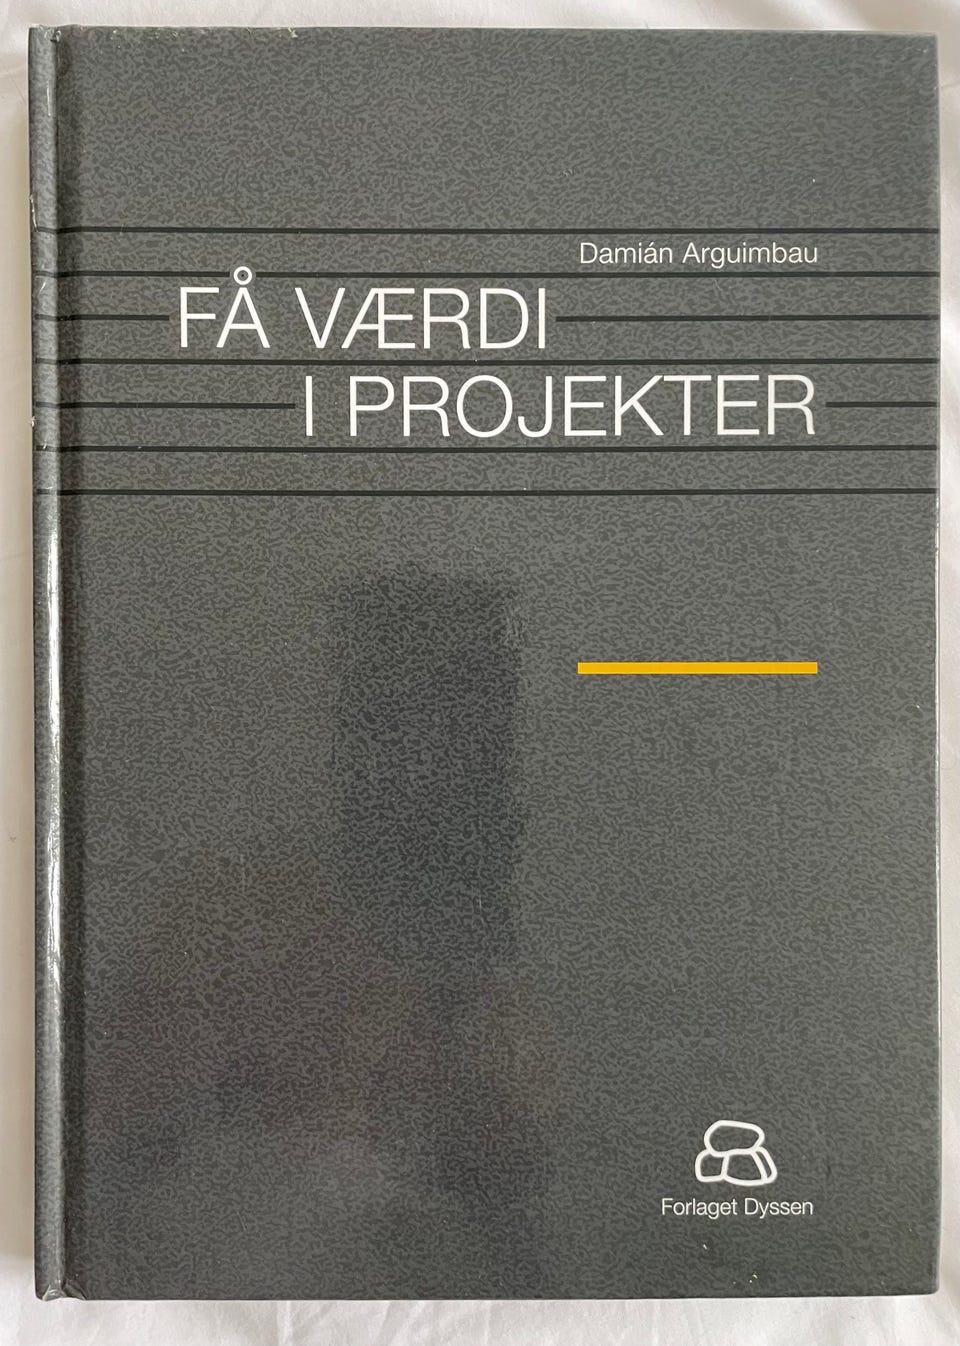 Damián Arguimbau
FÅ VÆRDI
I PROJEKTER
Forlaget Dyssen